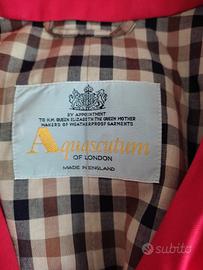 BY APPOINTMENT
TO H.M. QUEEN ELIZABETH THE QUEEN MOTHER
MAKERS OF WEATHERPROOF GARMENTS
Aquascutum
OF LONDON
MADE IN ENGLAND
subito